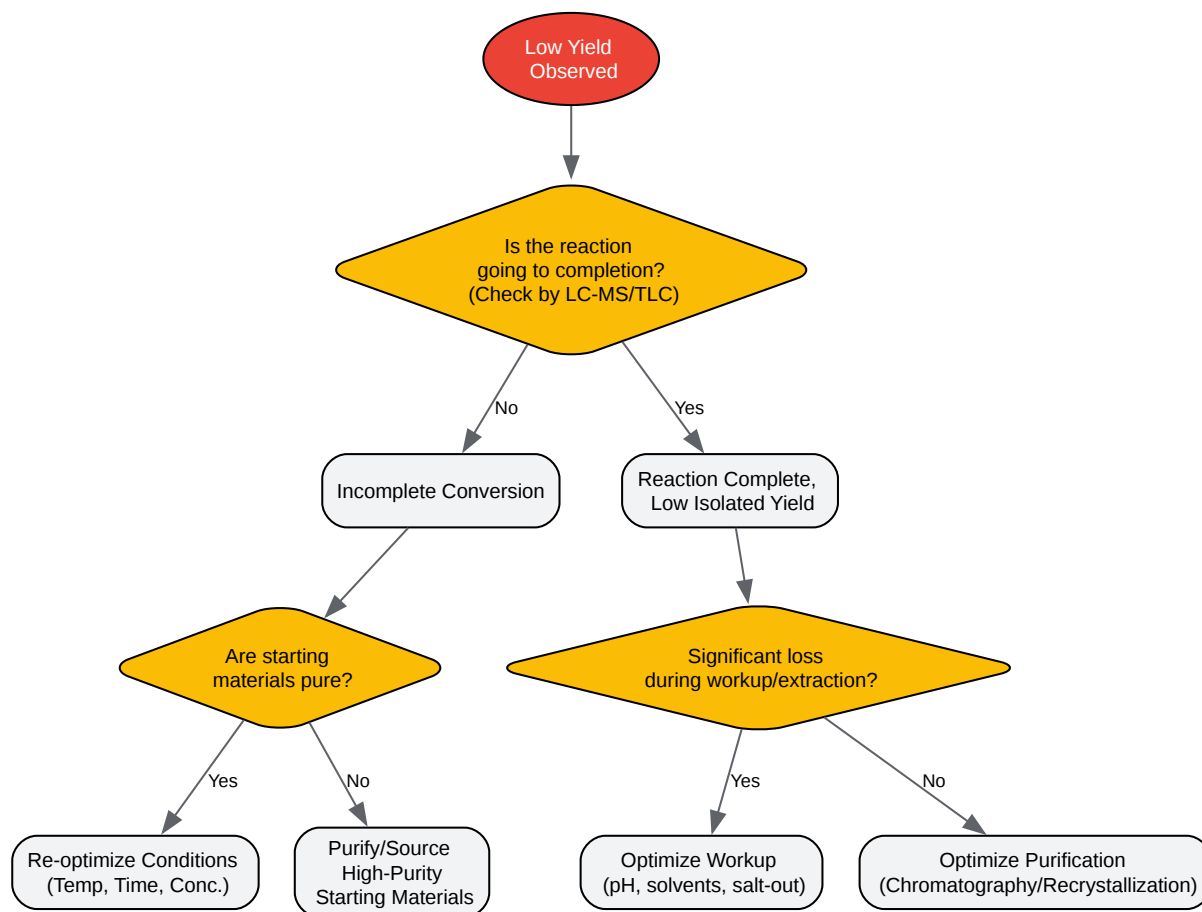 Low Yield
Observed
Is the reaction
going to completion?
(Check by LC-MS/TLC)
No
Yes
Incomplete Conversion
Reaction Complete,
Low Isolated Yield
Are starting
materials pure?
Significant loss
during workup/extraction?
Yes
No
Yes
No
Re-optimize Conditions
(Temp, Time, Conc.)
Purify/Source
High-Purity
Starting Materials
Optimize Workup
(pH, solvents, salt-out)
Optimize Purification
(Chromatography/Recrystallization)